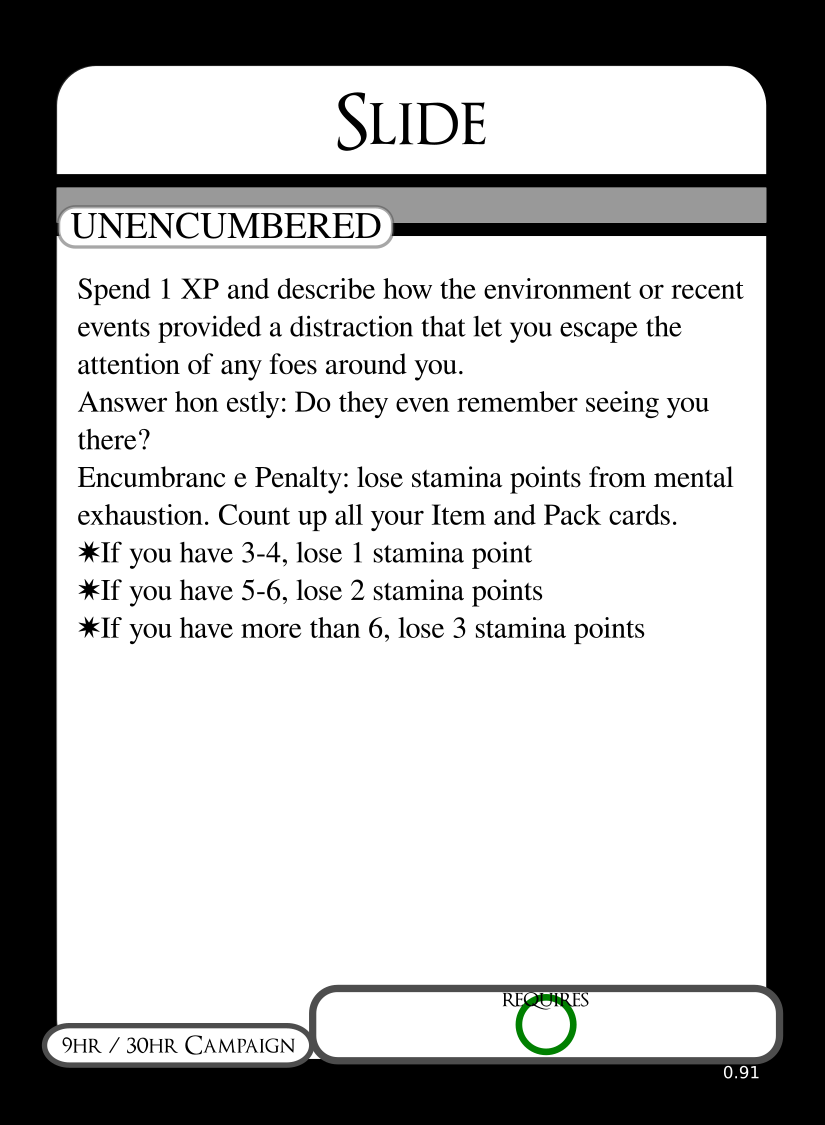 Slide
UNENCUMBERED
Spend 1 XP and describe how the environment or recent
events provided a distraction that let you escape the
attention of any foes around you.
Answer hon estly: Do they even remember seeing you
there?
Encumbranc e Penalty: lose stamina points from mental
exhaustion. Count up all your Item and Pack cards.
✷If you have 3-4, lose 1 stamina point
✷If you have 5-6, lose 2 stamina points
✷If you have more than 6, lose 3 stamina points
REQUIRES
9hr / 30hr Campaign
0.91